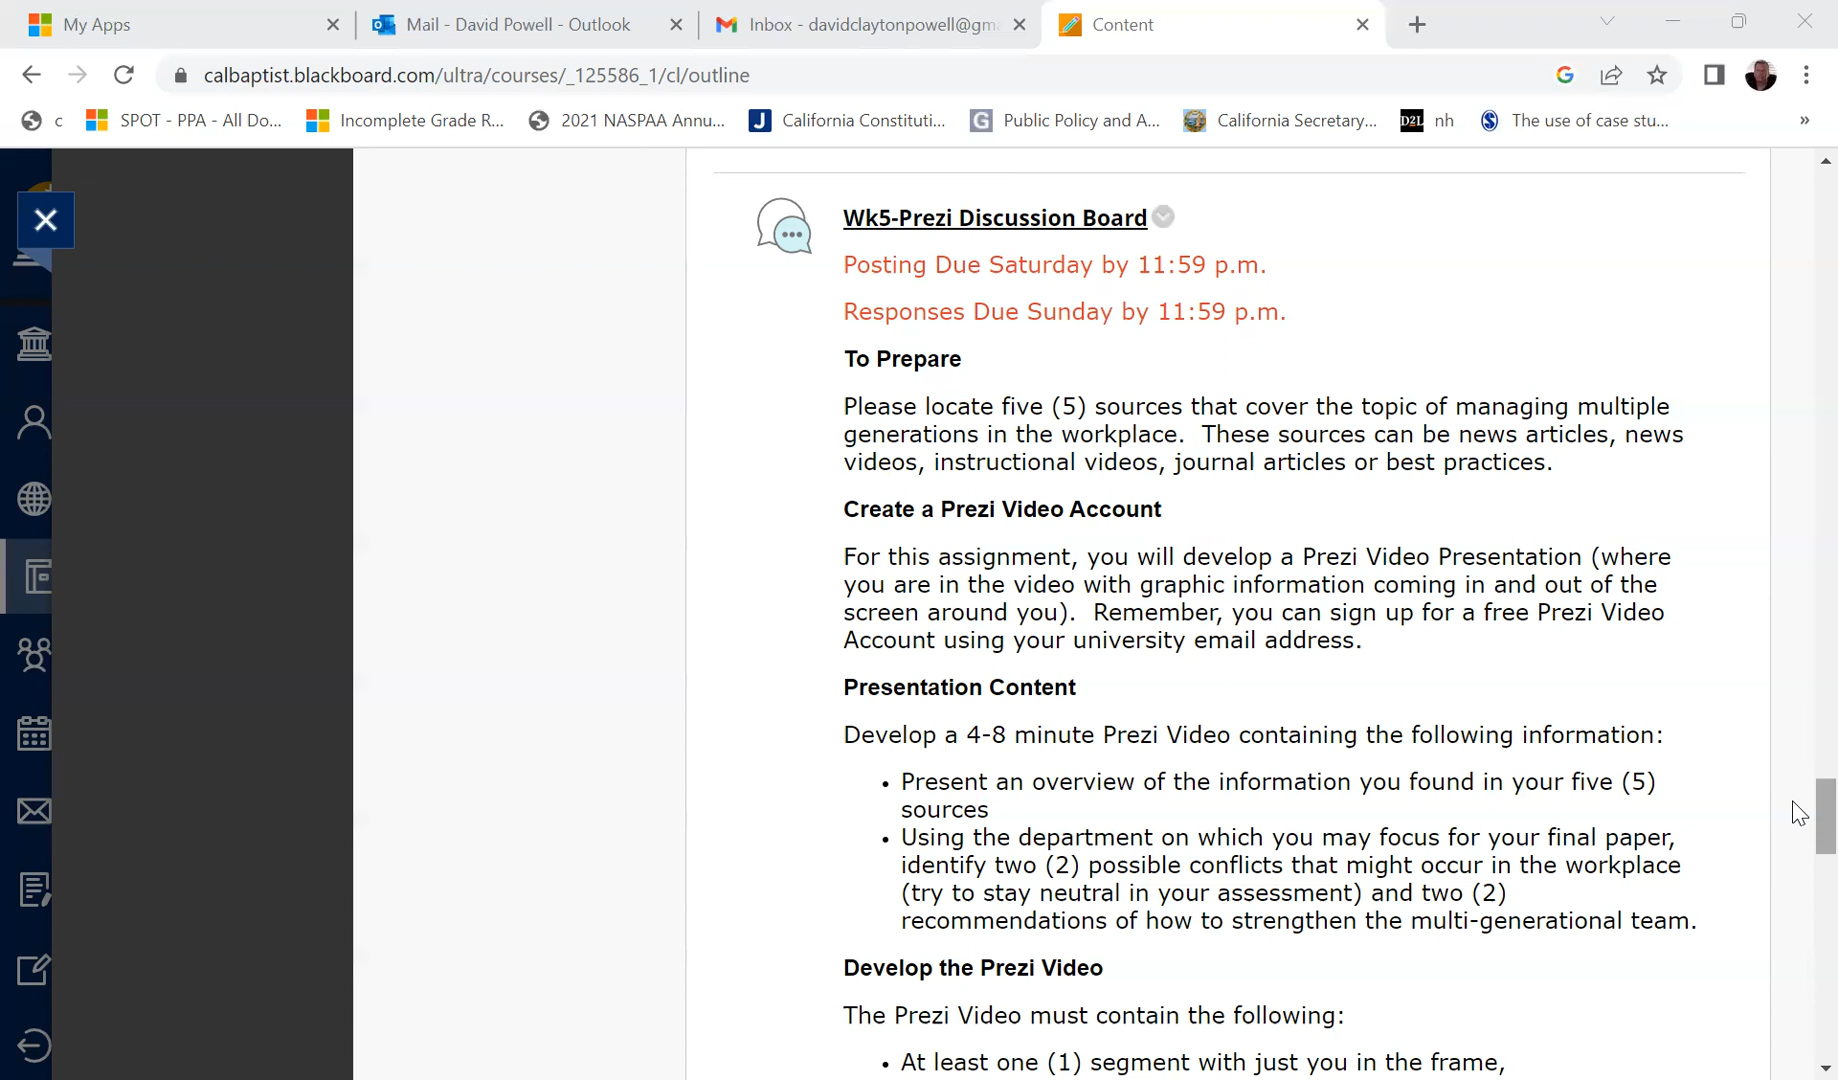 My Apps
Mail - David Powell - Outlook
Inbox - davidclaytonpowell@gm
Content
calbaptist.blackboard.com/ultra/courses/_125586_1/cl/outline
c
SPOT - PPA - All Do...
Incomplete Grade R...
2021 NASPAA Annu...
J
California Constituti...
G
Public Policy and A...
California Secretary...
D2L
nh
S
The use of case stu...
»
Wk5-Prezi Discussion Board
Posting Due Saturday by 11:59 p.m.
Responses Due Sunday by 11:59 p.m.
To Prepare
Please locate five (5) sources that cover the topic of managing multiple
generations in the workplace.  These sources can be news articles, news
videos, instructional videos, journal articles or best practices.
Create a Prezi Video Account
For this assignment, you will develop a Prezi Video Presentation (where
you are in the video with graphic information coming in and out of the
screen around you).  Remember, you can sign up for a free Prezi Video
Account using your university email address.
Presentation Content
Develop a 4-8 minute Prezi Video containing the following information:
• Present an overview of the information you found in your five (5)
sources
• Using the department on which you may focus for your final paper,
identify two (2) possible conflicts that might occur in the workplace
(try to stay neutral in your assessment) and two (2)
recommendations of how to strengthen the multi-generational team.
Develop the Prezi Video
The Prezi Video must contain the following:
• At least one (1) segment with just you in the frame,